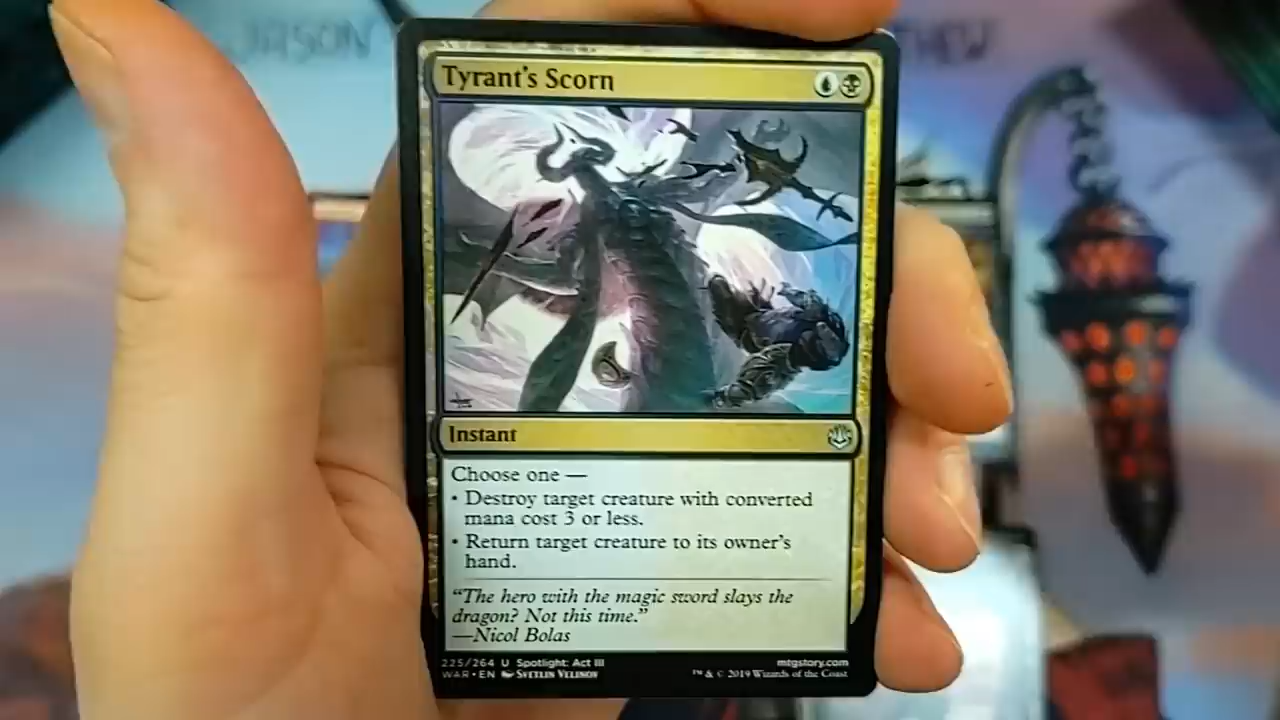 JASON
THEW
Tyrant's Scorn
Instant
Choose one —
• Destroy target creature with converted
mana cost 3 or less.
• Return target creature to its owner's
hand.
"The hero with the magic sword slays the
dragon? Not this time."
—Nicol Bolas
225/264 U Spotlight: Act III
mtgstory.com
WAR • EN Svetlin Velinov
™ & © 2019 Wizards of the Coast